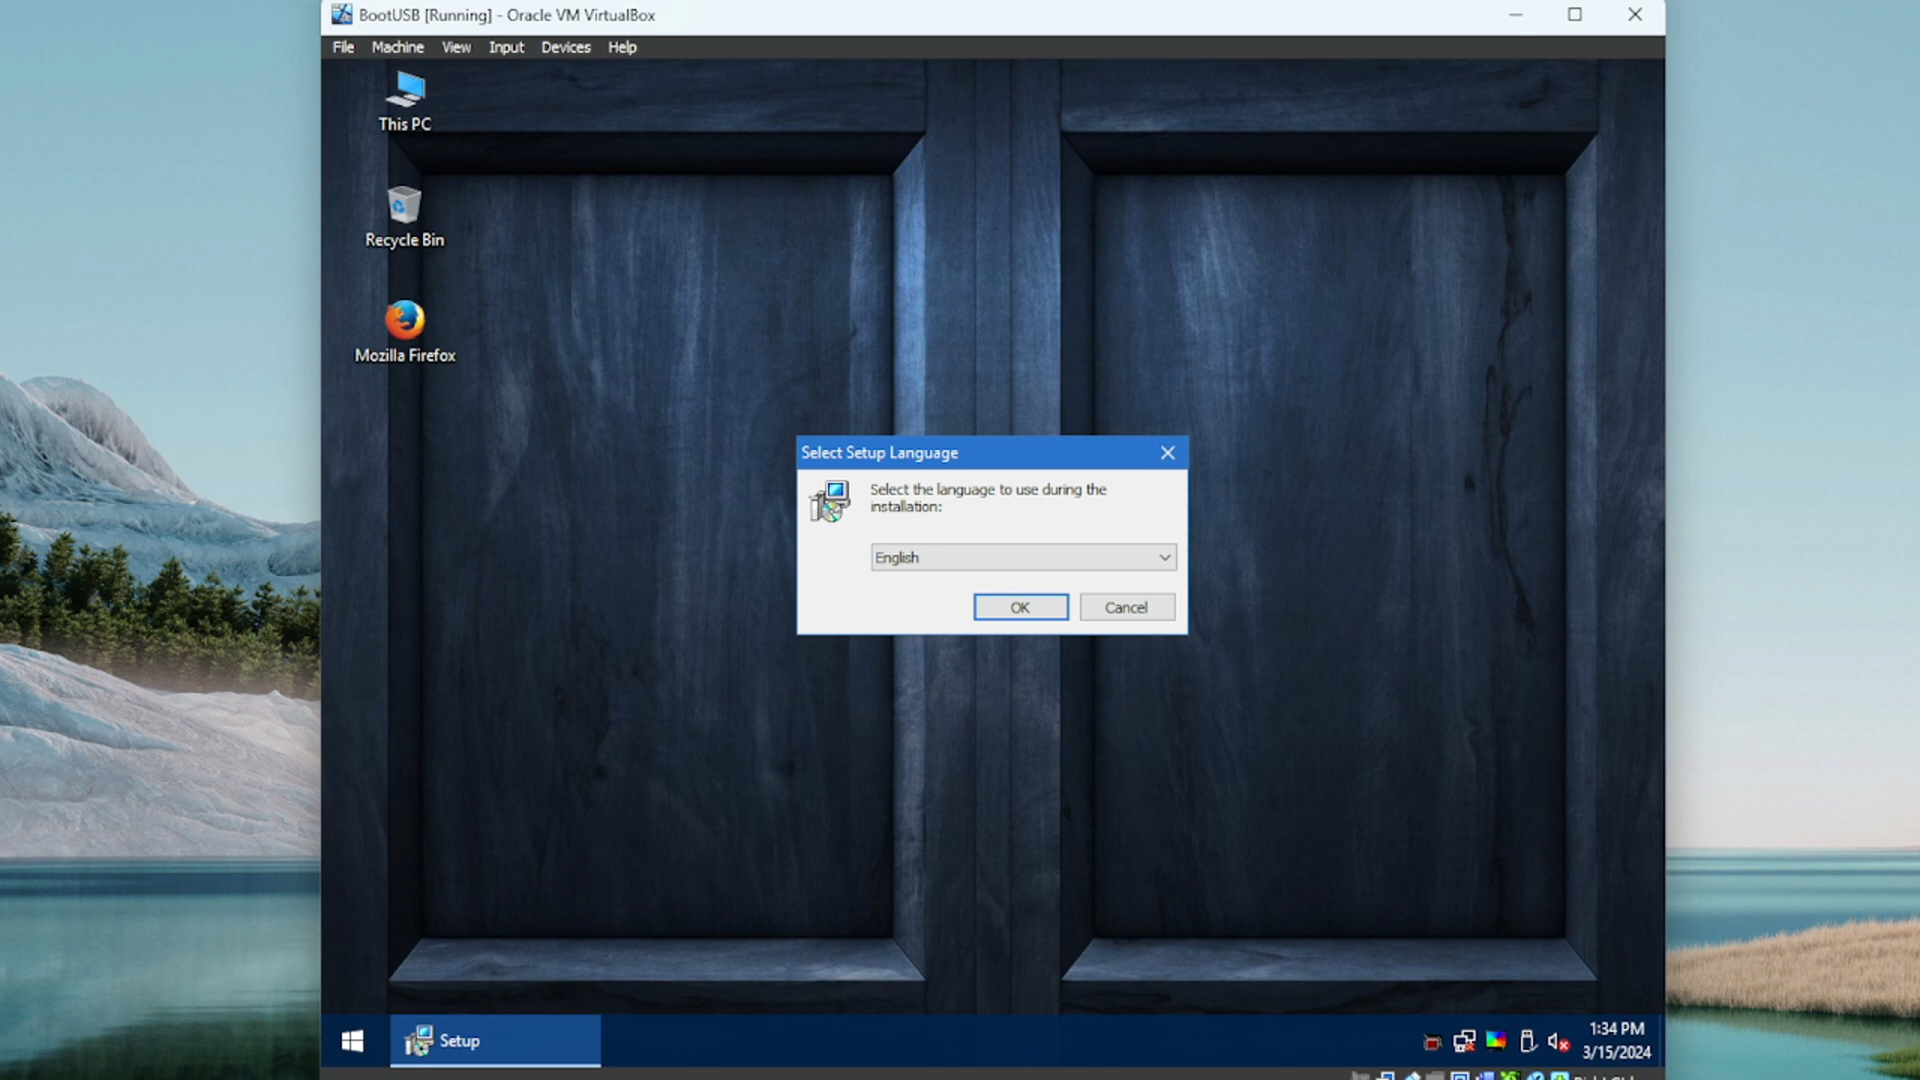 BootUSB [Running] - Oracle VM VirtualBox
File Machine View Input Devices Help
This PC
Recycle Bin
Mozilla Firefox
Select Setup Language
Select the language to use during the
installation:
English
OK Cancel
Setup
1:34 PM
3/15/2024